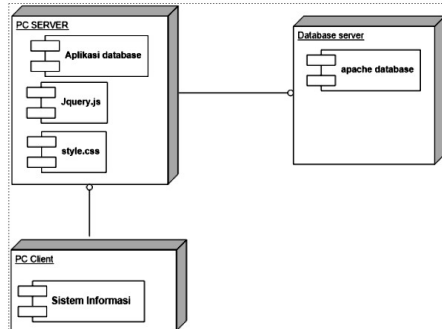 PC SERVER
Aplikasi database
Jquery.js
style.css
Database server
apache database
PC Client
Sistem Informasi